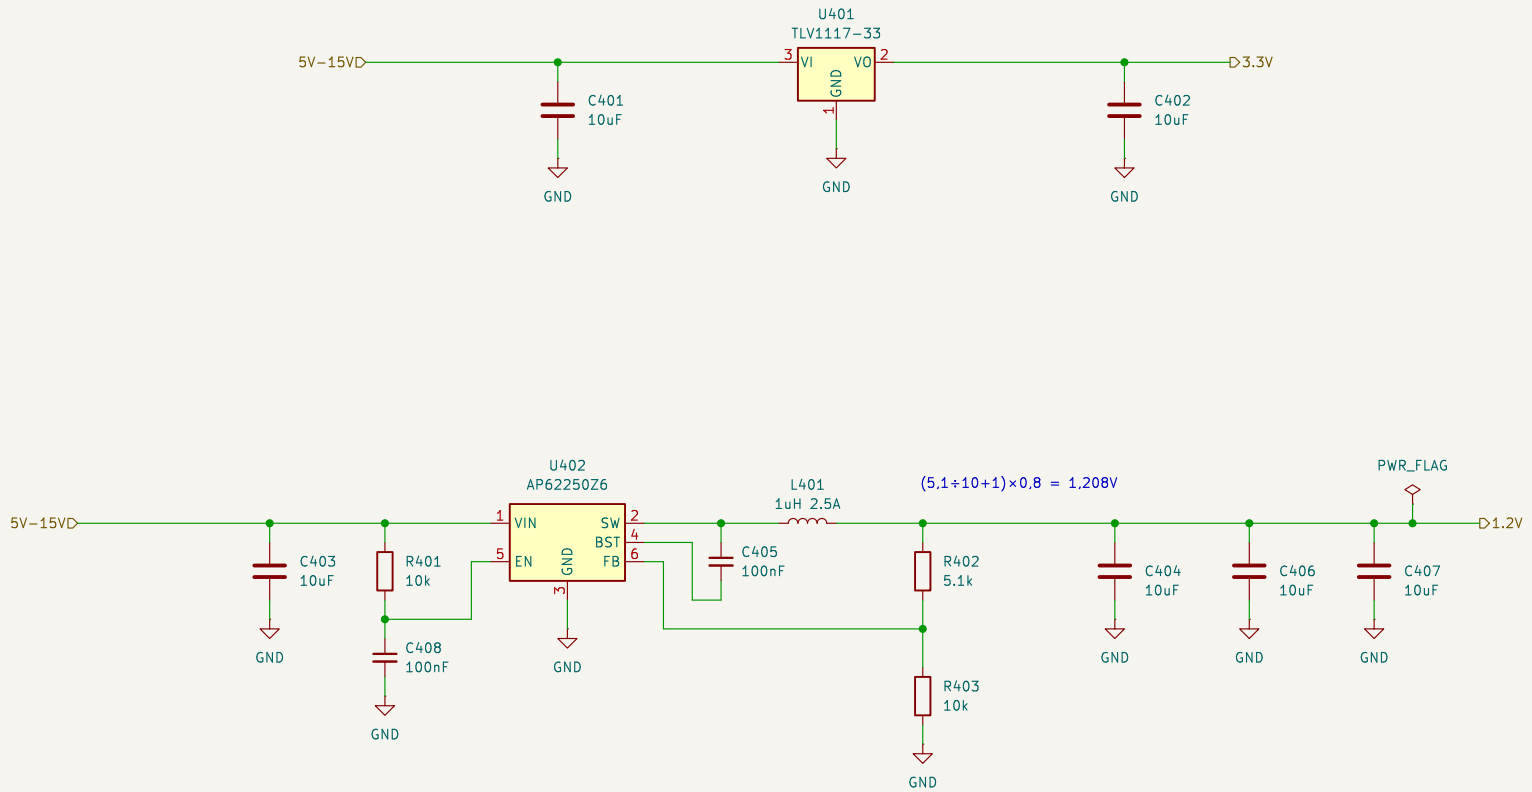 U401
TLV1117-33
5V-15V
3
VI
VO
2
3.3V
GND
1
C401
10uF
C402
10uF
GND
GND
GND
U402
AP62250Z6
L401
1uH 2.5A
(5,1÷10+1)×0,8 = 1,208V
PWR_FLAG
5V-15V
1
VIN
SW
2
1.2V
BST
4
5
EN
FB
6
GND
3
C403
10uF
R401
10k
C405
100nF
R402
5.1k
C404
10uF
C406
10uF
C407
10uF
C408
100nF
GND
GND
GND
GND
GND
R403
10k
GND
GND